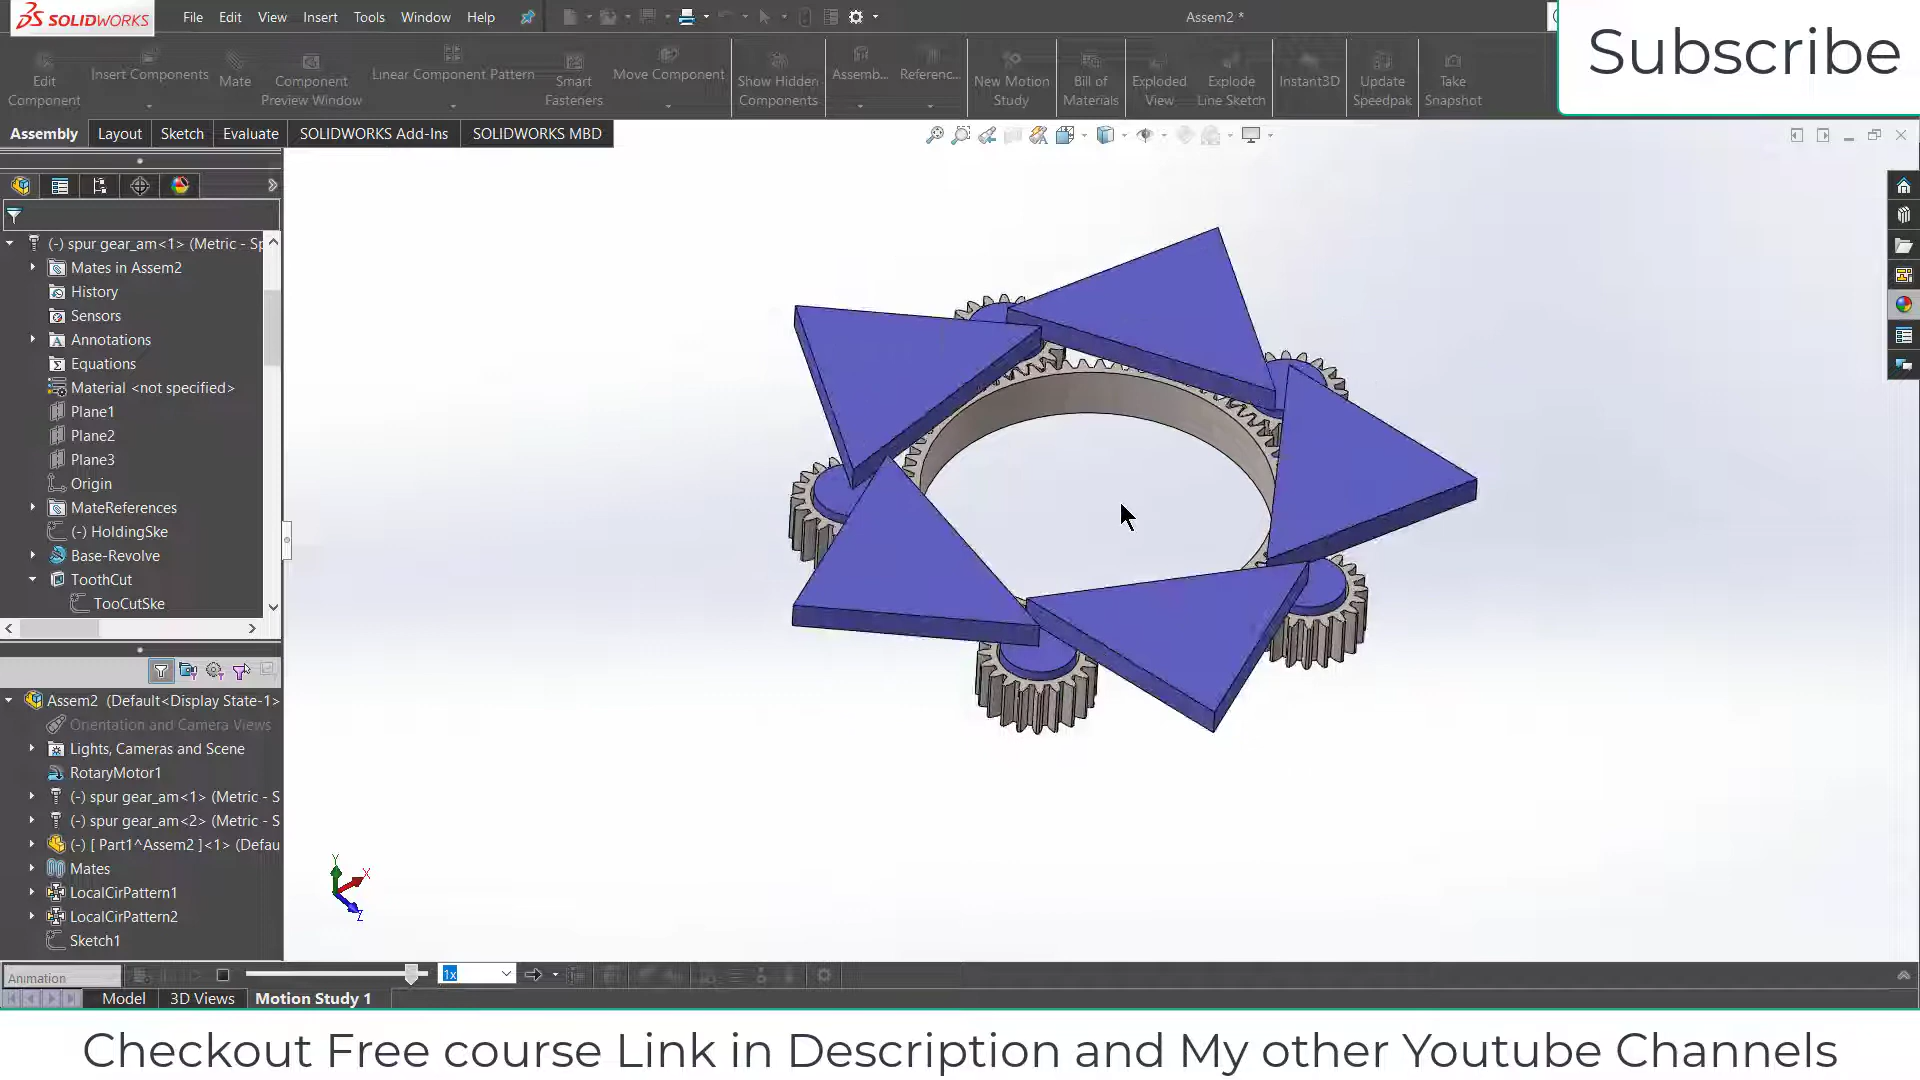 SOLIDWORKS
File Edit View Insert Tools Window Help
Assem2 *
Subscribe
Edit Component
Insert Components
Mate
Component Preview Window
Linear Component Pattern
Smart Fasteners
Move Component
Show Hidden Components
Assemb...
Referenc...
New Motion Study
Bill of Materials
Exploded View
Explode Line Sketch
Instant3D
Update Speedpak
Take Snapshot
Assembly Layout Sketch Evaluate SOLIDWORKS Add-Ins SOLIDWORKS MBD
(-) spur gear_am<1> (Metric - Sp
Mates in Assem2
History
Sensors
Annotations
Equations
Material <not specified>
Plane1
Plane2
Plane3
Origin
MateReferences
(-) HoldingSke
Base-Revolve
ToothCut
TooCutSke
Assem2 (Default<Display State-1>
Orientation and Camera Views
Lights, Cameras and Scene
RotaryMotor1
(-) spur gear_am<1> (Metric - S
(-) spur gear_am<2> (Metric - S
(-) [ Part1^Assem2 ]<1> (Defau
Mates
LocalCirPattern1
LocalCirPattern2
Sketch1
Y
X
Z
Animation
1x
Model 3D Views Motion Study 1
Checkout Free course Link in Description and My other Youtube Channels